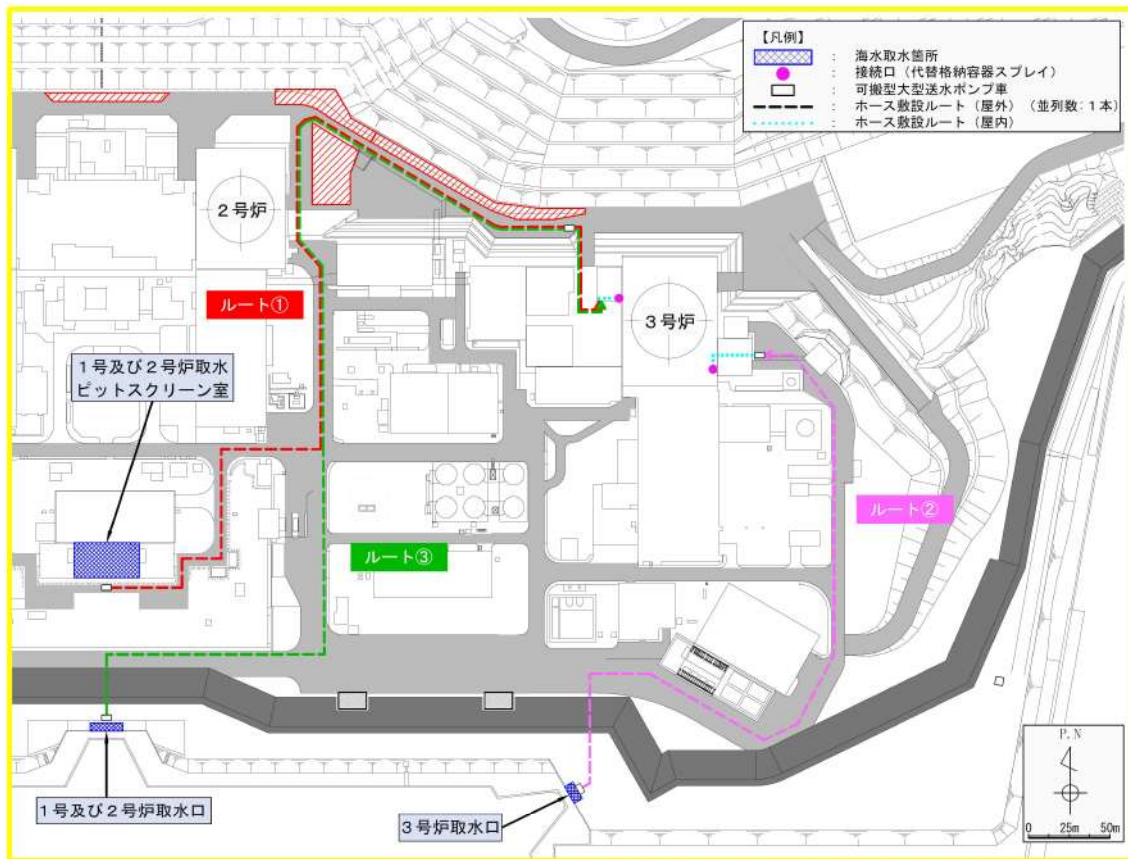 【凡例】
： 海水取水箇所
： 接続口（代替格納容器スプレイ）
： 可搬型大型送水ポンプ車
： ホース敷設ルート（屋外）（並列数：１本）
： ホース敷設ルート（屋内）
２号炉
ルート①
３号炉
１号及び２号炉取水
ピットスクリーン室
ルート②
ルート③
１号及び２号炉取水口
３号炉取水口
P.N
0 25m 50m